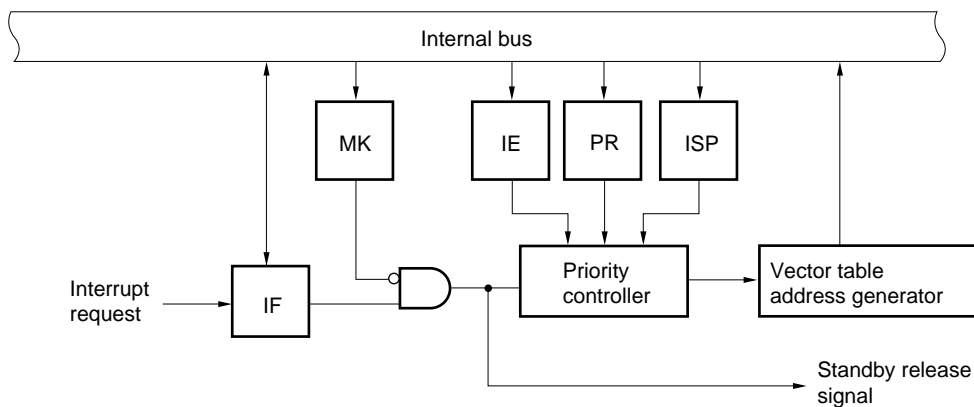 Internal bus
MK
IE
PR
ISP
Interrupt
request
IF
Priority
controller
Vector table
address generator
Standby release
signal